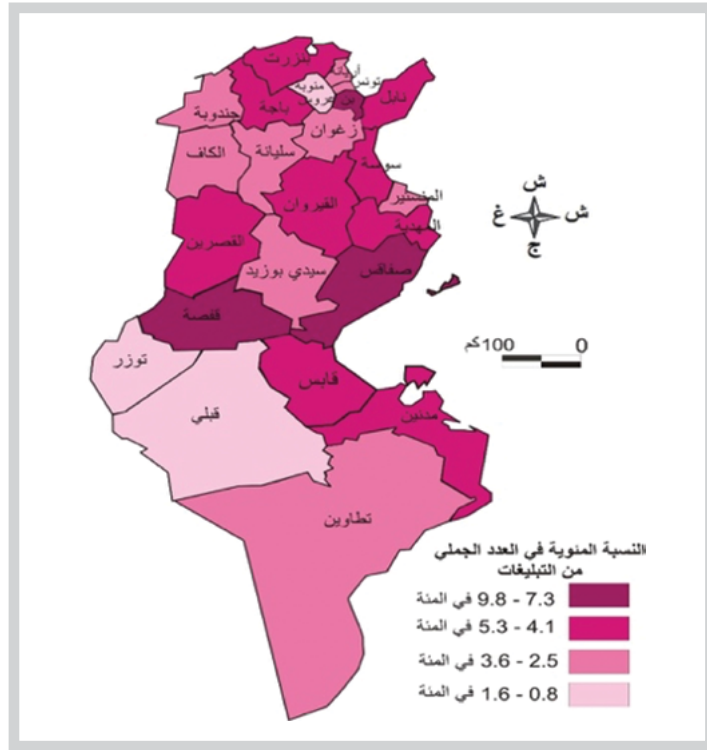 بنزرت
أريانة
تونس
منوبة
بن
عروس
نابل
باجة
جندوبة
زغوان
سليانة
الكاف
سوسة
القيروان
المنستير
المهدية
القصرين
سيدي بوزيد
صفاقس
قفصة
توزر
قابس
قبلي
مدنين
تطاوين
ش
غ
ش
ج
100 كم
0
النسبة المئوية في العدد الجملي
من التبليغات
7.3 - 9.8 في المئة
4.1 - 5.3 في المئة
2.5 - 3.6 في المئة
0.8 - 1.6 في المئة